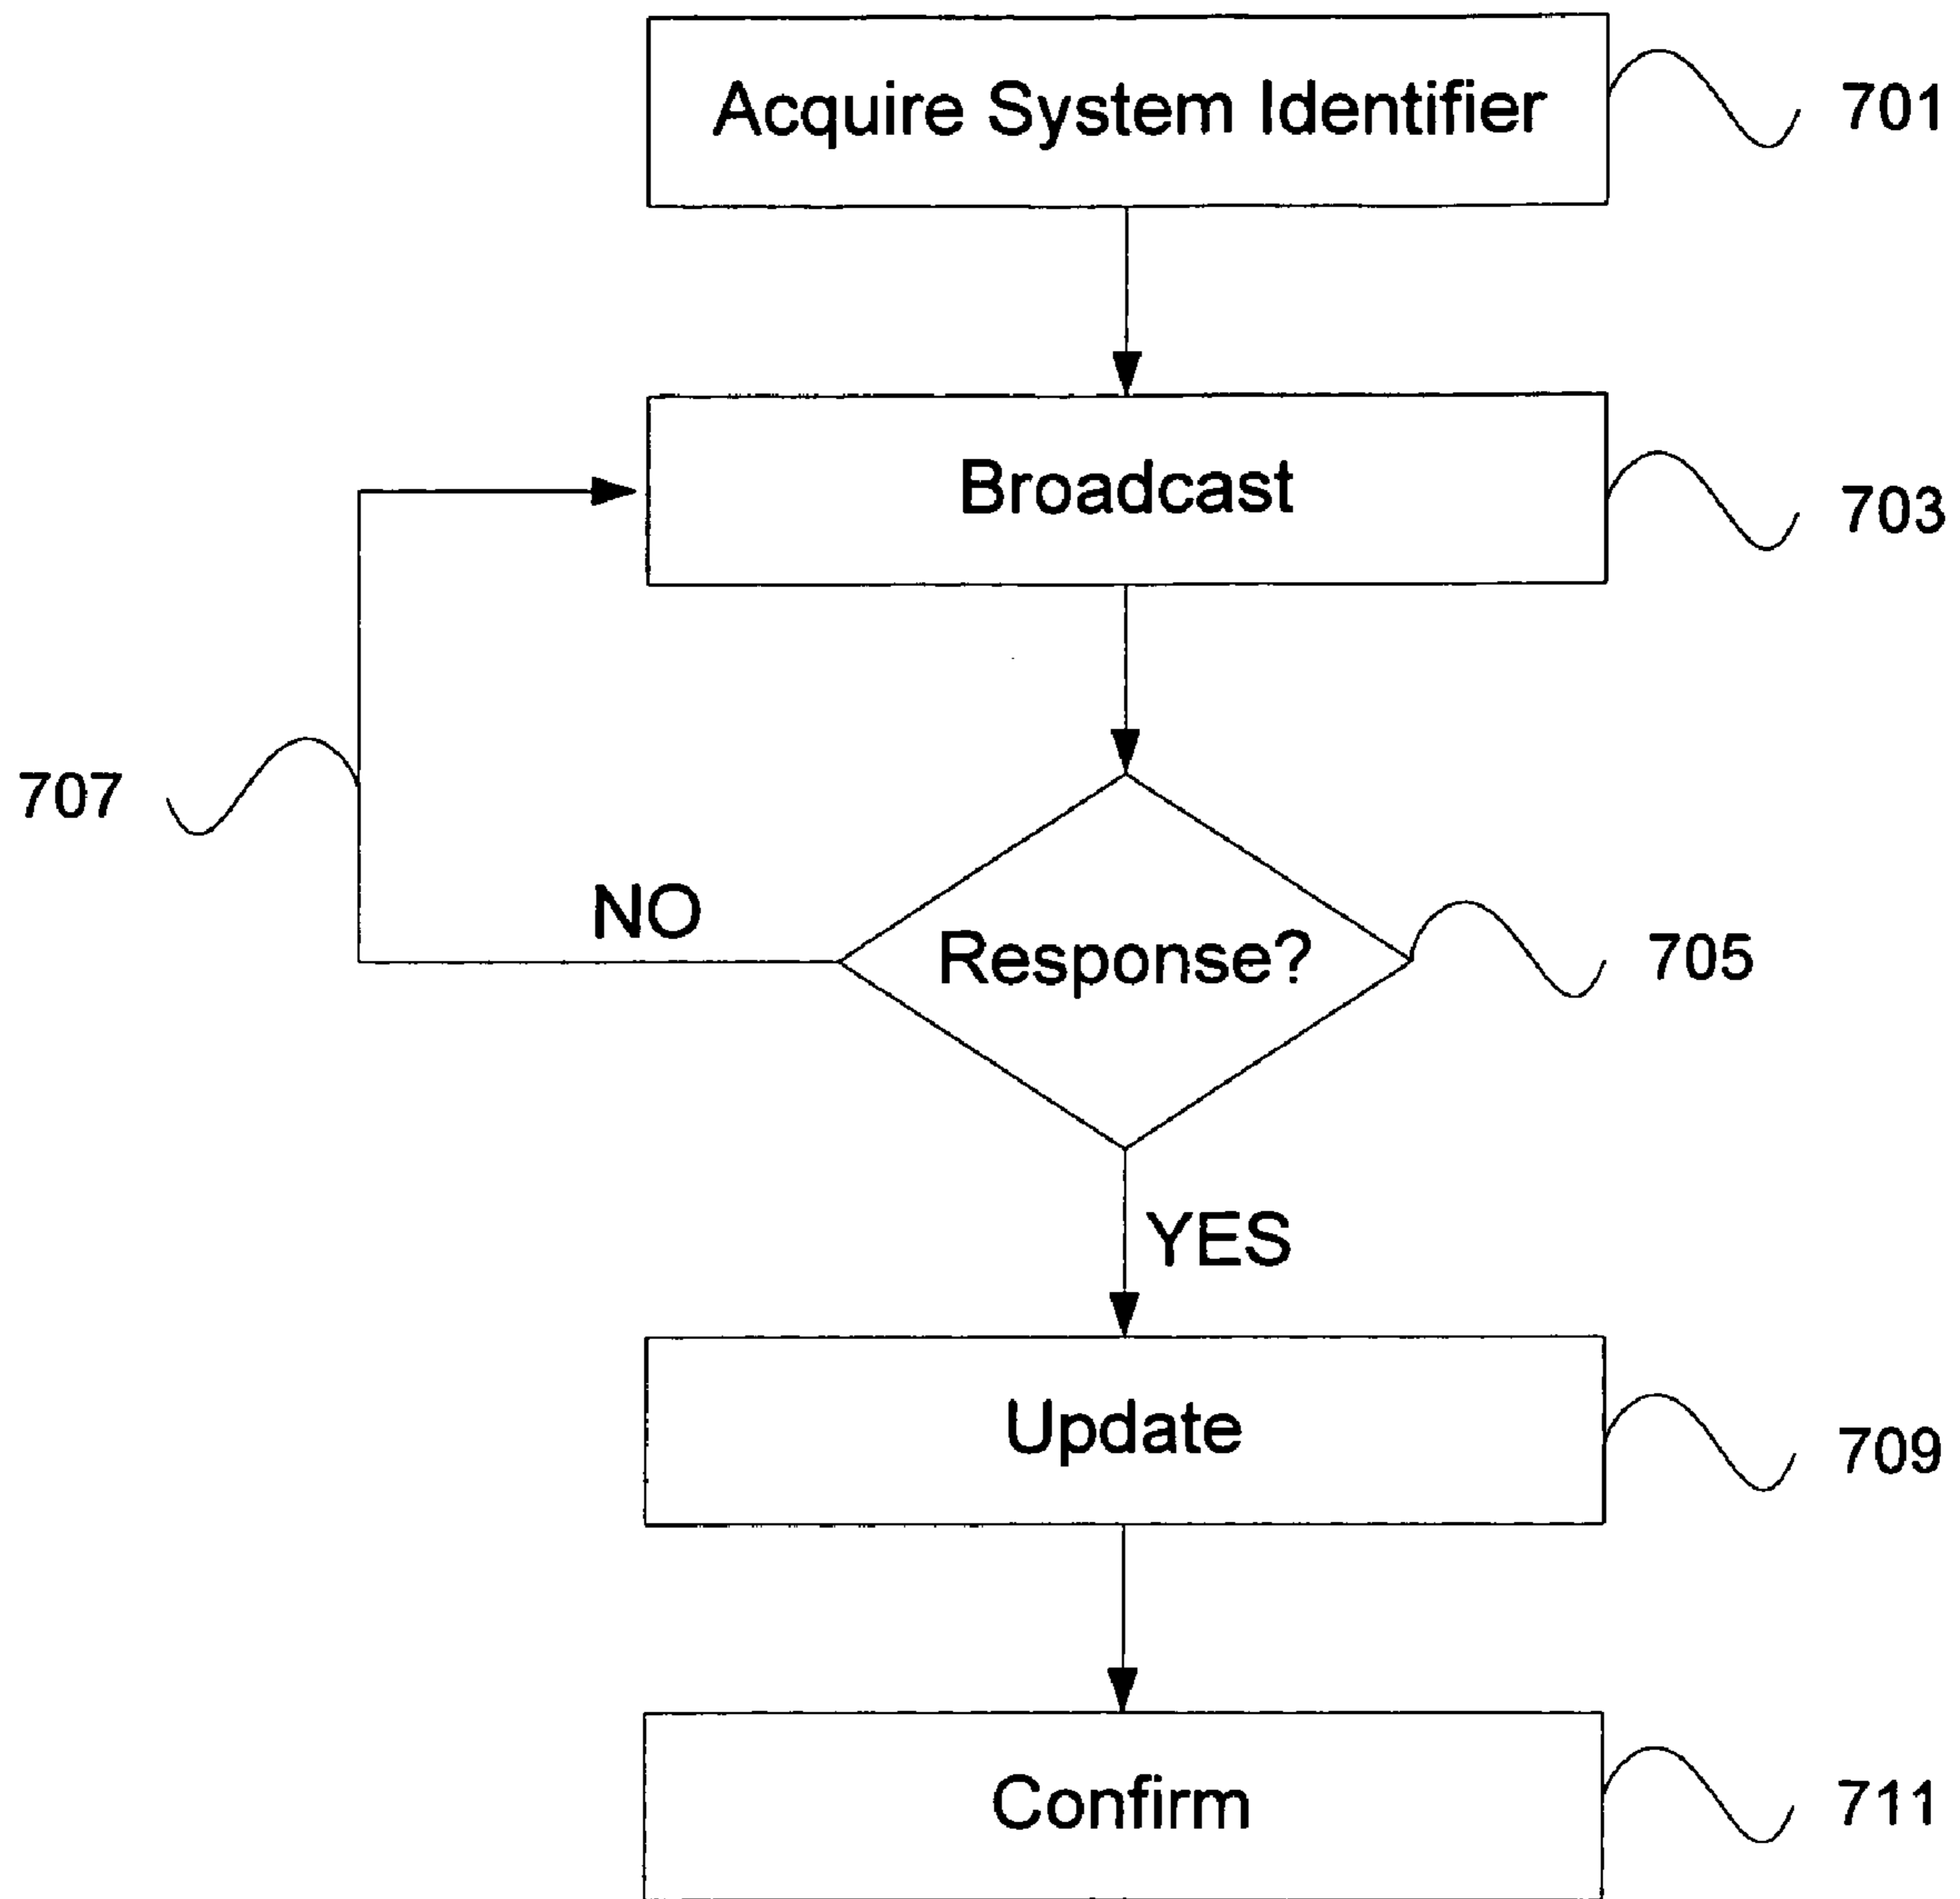 Acquire System Identifier
701
Broadcast
703
707
NO
Response?
705
YES
Update
709
Confirm
711